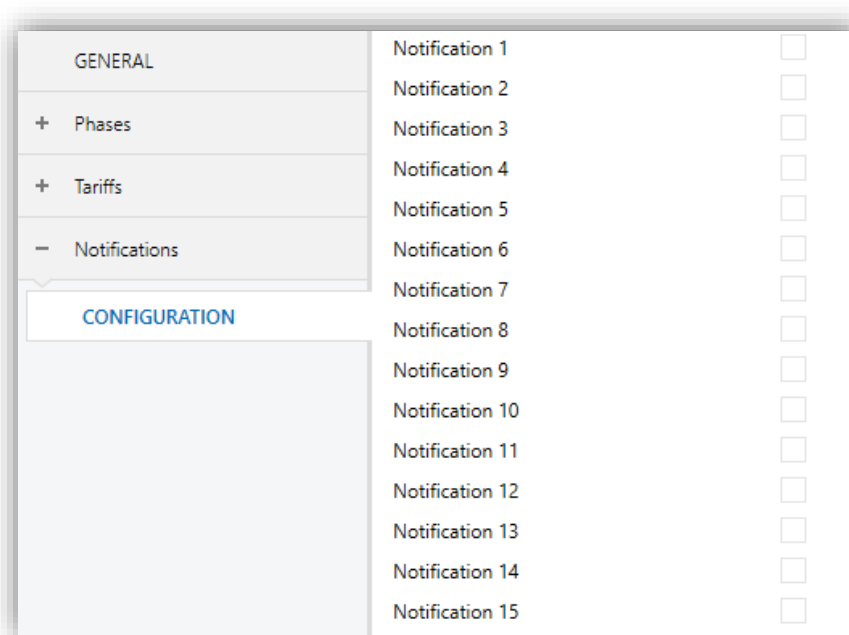 GENERAL
+ Phases
+ Tariffs
− Notifications
CONFIGURATION
Notification 1
Notification 2
Notification 3
Notification 4
Notification 5
Notification 6
Notification 7
Notification 8
Notification 9
Notification 10
Notification 11
Notification 12
Notification 13
Notification 14
Notification 15